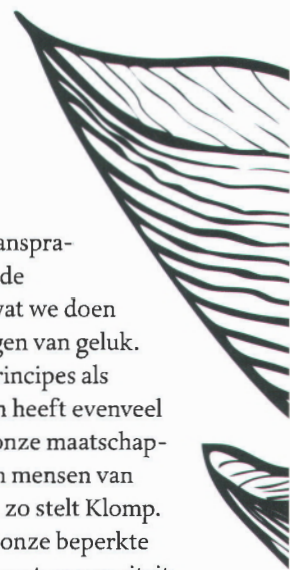 anspra-
de
vat we doen
gen van geluk.
rincipes als
n heeft evenveel
onze maatschap-
n mensen van
zo stelt Klomp.
onze beperkte